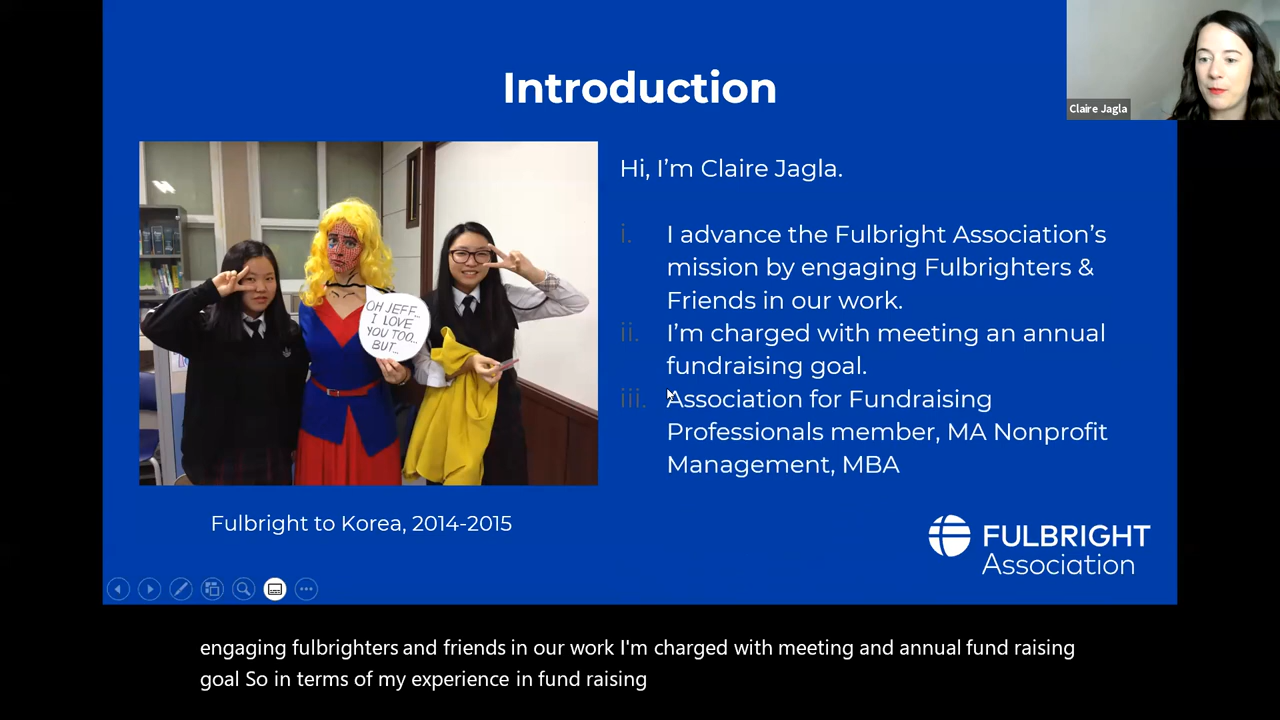 Introduction
Claire Jagla
Hi, I'm Claire Jagla.
i. I advance the Fulbright Association's
mission by engaging Fulbrighters &
Friends in our work.
ii. I'm charged with meeting an annual
fundraising goal.
iii. Association for Fundraising
Professionals member, MA Nonprofit
Management, MBA
OH JEFF...
I LOVE
YOU TOO...
BUT...
Fulbright to Korea, 2014-2015
FULBRIGHT
Association
engaging fulbrighters and friends in our work I'm charged with meeting and annual fund raising
goal So in terms of my experience in fund raising